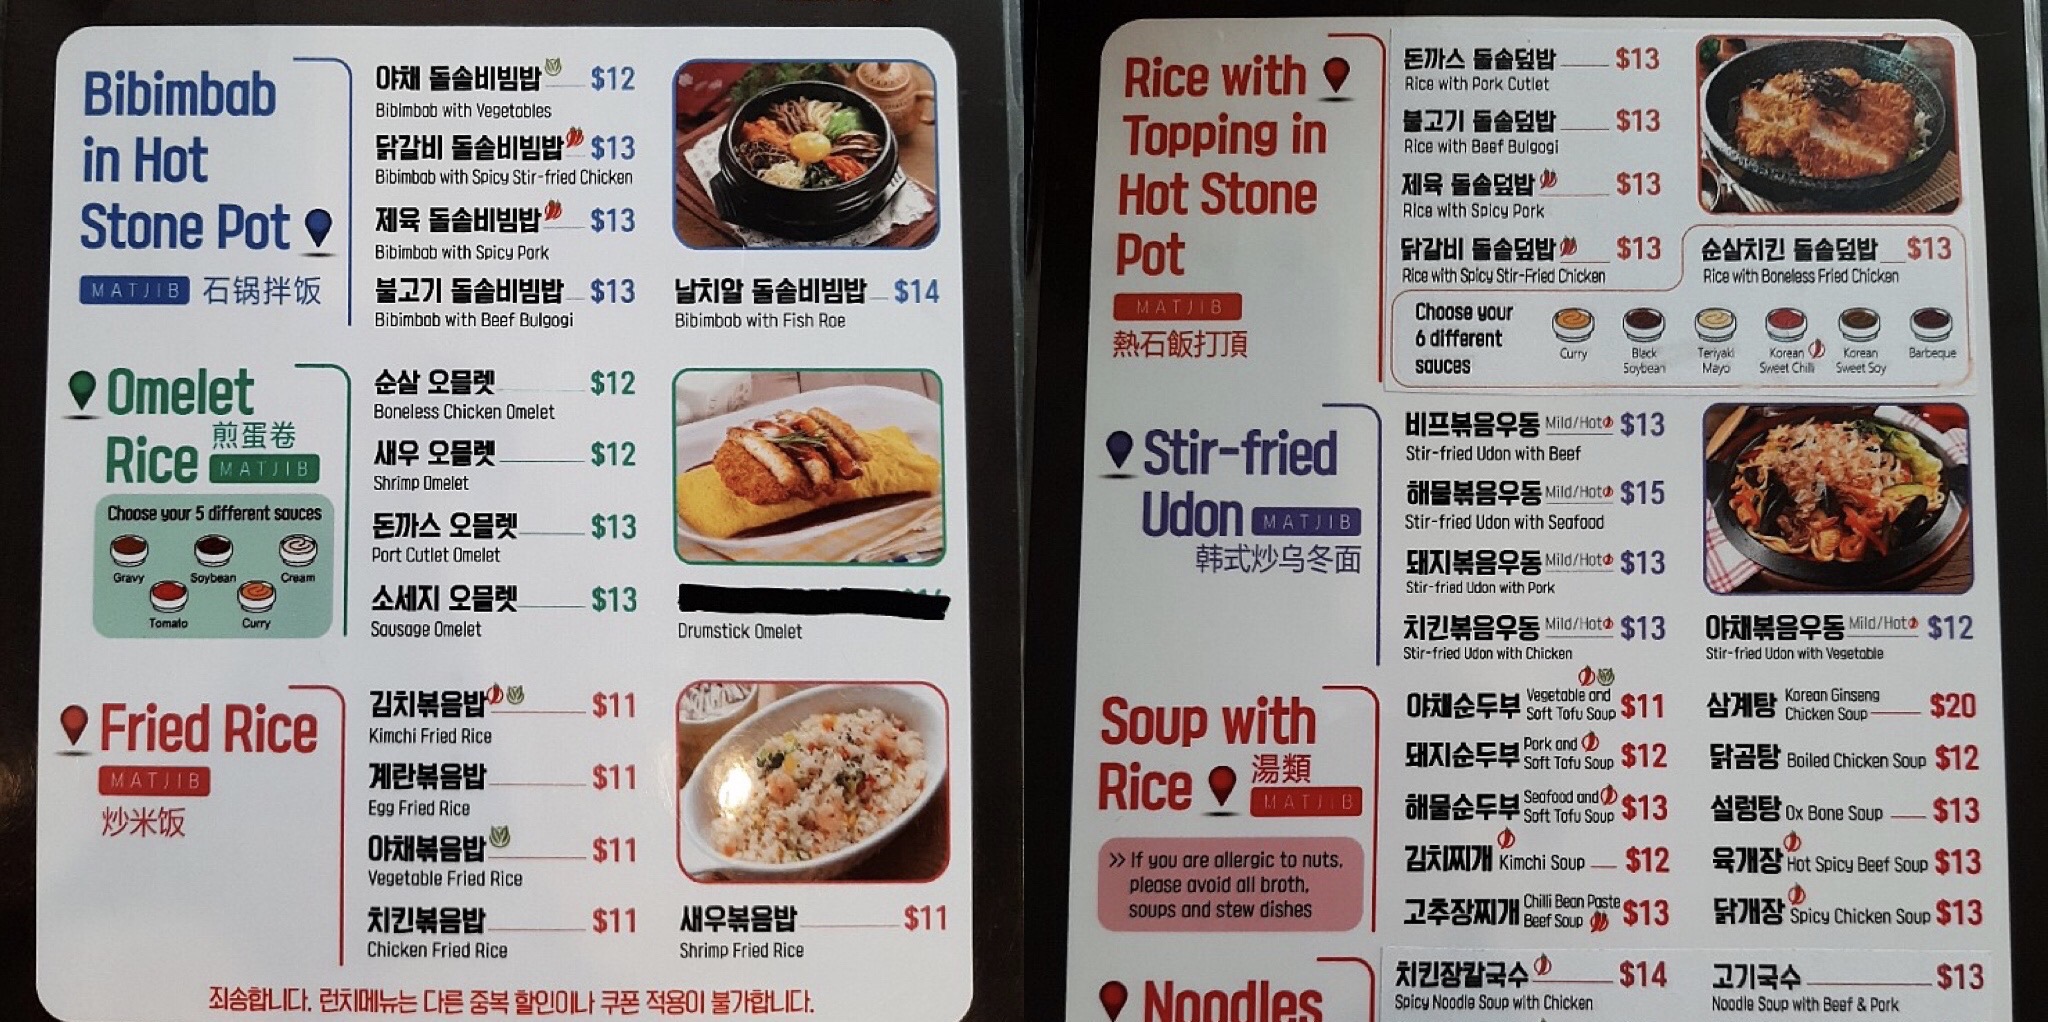 Bibimbab
in Hot
Stone Pot
MATJIB 石锅拌饭
야채 돌솥비빔밥 $12
Bibimbab with Vegetables
닭갈비 돌솥비빔밥 $13
Bibimbab with Spicy Stir-fried Chicken
제육 돌솥비빔밥 $13
Bibimbab with Spicy Pork
불고기 돌솥비빔밥 $13
Bibimbab with Beef Bulgogi
날치알 돌솥비빔밥 $14
Bibimbab with Fish Roe
Omelet
Rice 煎蛋卷
MATJIB
Choose your 5 different sauces
Gravy Soybean Cream
Tomato Curry
순살 오믈렛 $12
Boneless Chicken Omelet
새우 오믈렛 $12
Shrimp Omelet
돈까스 오믈렛 $13
Port Cutlet Omelet
소세지 오믈렛 $13
Sausage Omelet
Drumstick Omelet
Fried Rice
MATJIB
炒米饭
김치볶음밥 $11
Kimchi Fried Rice
계란볶음밥 $11
Egg Fried Rice
야채볶음밥 $11
Vegetable Fried Rice
치킨볶음밥 $11
Chicken Fried Rice
새우볶음밥 $11
Shrimp Fried Rice
죄송합니다. 런치메뉴는 다른 중복 할인이나 쿠폰 적용이 불가합니다.
Rice with
Topping in
Hot Stone
Pot
MATJIB
熱石飯打頂
돈까스 돌솥덮밥 $13
Rice with Pork Cutlet
불고기 돌솥덮밥 $13
Rice with Beef Bulgogi
제육 돌솥덮밥 $13
Rice with Spicy Pork
닭갈비 돌솥덮밥 $13
Rice with Spicy Stir-Fried Chicken
순살치킨 돌솥덮밥 $13
Rice with Boneless Fried Chicken
Choose your
6 different
sauces
Curry
Black
Soybean
Teriyaki
Mayo
Korean
Sweet Chilli
Korean
Sweet Soy
Barbeque
Stir-fried
Udon MATJIB
韩式炒乌冬面
비프볶음우동 Mild/Hot $13
Stir-fried Udon with Beef
해물볶음우동 Mild/Hot $15
Stir-fried Udon with Seafood
돼지볶음우동 Mild/Hot $13
Stir-fried Udon with Pork
치킨볶음우동 Mild/Hot $13
Stir-fried Udon with Chicken
야채볶음우동 Mild/Hot $12
Stir-fried Udon with Vegetable
Soup with
Rice 湯類
MATJIB
>> If you are allergic to nuts,
please avoid all broth,
soups and stew dishes
야채순두부 Vegetable and
Soft Tofu Soup $11
돼지순두부 Pork and
Soft Tofu Soup $12
해물순두부 Seafood and
Soft Tofu Soup $13
김치찌개 Kimchi Soup $12
고추장찌개 Chilli Bean Paste
Beef Soup $13
삼계탕 Korean Ginseng
Chicken Soup $20
닭곰탕 Boiled Chicken Soup $12
설렁탕 Ox Bone Soup $13
육개장 Hot Spicy Beef Soup $13
닭개장 Spicy Chicken Soup $13
Noodles
치킨장칼국수 $14
Spicy Noodle Soup with Chicken
고기국수 $13
Noodle Soup with Beef & Pork